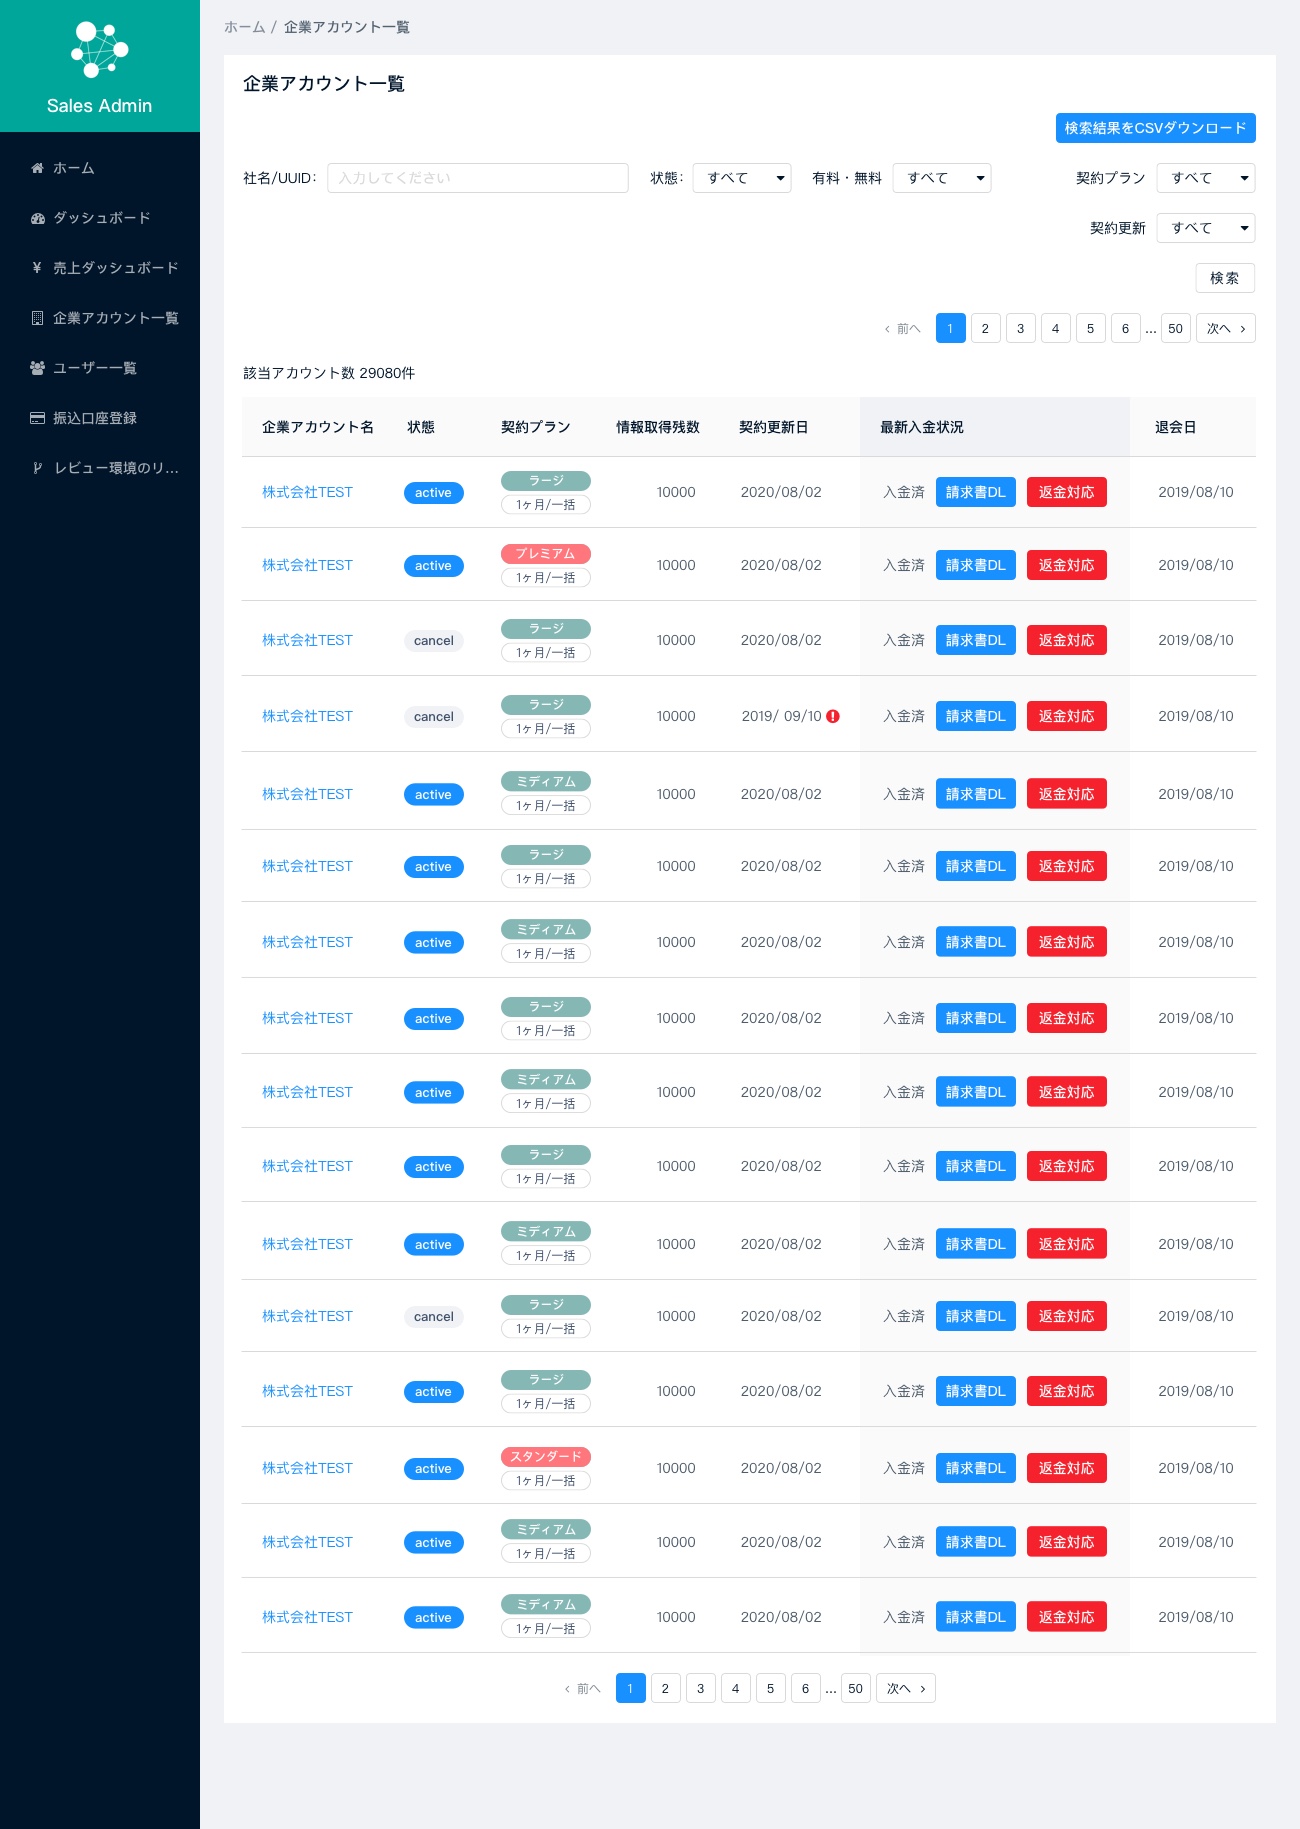 Sales Admin
ホーム
ダッシュボード
売上ダッシュボード
企業アカウント一覧
ユーザー一覧
振込口座登録
レビュー環境のリ...
ホーム / 企業アカウント一覧
企業アカウント一覧
検索結果をCSVダウンロード
社名/UUID: 入力してください 状態: すべて 有料・無料 すべて 契約プラン すべて
契約更新 すべて
検索
‹ 前へ 1 2 3 4 5 6 ... 50 次へ ›
該当アカウント数 29080件
企業アカウント名 状態 契約プラン 情報取得残数 契約更新日 最新入金状況 退会日
株式会社TEST active ラージ 10000 2020/08/02 入金済 請求書DL 返金対応 2019/08/10
1ヶ月/一括
株式会社TEST active プレミアム 10000 2020/08/02 入金済 請求書DL 返金対応 2019/08/10
1ヶ月/一括
株式会社TEST cancel ラージ 10000 2020/08/02 入金済 請求書DL 返金対応 2019/08/10
1ヶ月/一括
株式会社TEST cancel ラージ 10000 2019/ 09/10 入金済 請求書DL 返金対応 2019/08/10
1ヶ月/一括
株式会社TEST active ミディアム 10000 2020/08/02 入金済 請求書DL 返金対応 2019/08/10
1ヶ月/一括
株式会社TEST active ラージ 10000 2020/08/02 入金済 請求書DL 返金対応 2019/08/10
1ヶ月/一括
株式会社TEST active ミディアム 10000 2020/08/02 入金済 請求書DL 返金対応 2019/08/10
1ヶ月/一括
株式会社TEST active ラージ 10000 2020/08/02 入金済 請求書DL 返金対応 2019/08/10
1ヶ月/一括
株式会社TEST active ミディアム 10000 2020/08/02 入金済 請求書DL 返金対応 2019/08/10
1ヶ月/一括
株式会社TEST active ラージ 10000 2020/08/02 入金済 請求書DL 返金対応 2019/08/10
1ヶ月/一括
株式会社TEST active ミディアム 10000 2020/08/02 入金済 請求書DL 返金対応 2019/08/10
1ヶ月/一括
株式会社TEST cancel ラージ 10000 2020/08/02 入金済 請求書DL 返金対応 2019/08/10
1ヶ月/一括
株式会社TEST active ラージ 10000 2020/08/02 入金済 請求書DL 返金対応 2019/08/10
1ヶ月/一括
株式会社TEST active スタンダード 10000 2020/08/02 入金済 請求書DL 返金対応 2019/08/10
1ヶ月/一括
株式会社TEST active ミディアム 10000 2020/08/02 入金済 請求書DL 返金対応 2019/08/10
1ヶ月/一括
株式会社TEST active ミディアム 10000 2020/08/02 入金済 請求書DL 返金対応 2019/08/10
1ヶ月/一括
‹ 前へ 1 2 3 4 5 6 ... 50 次へ ›